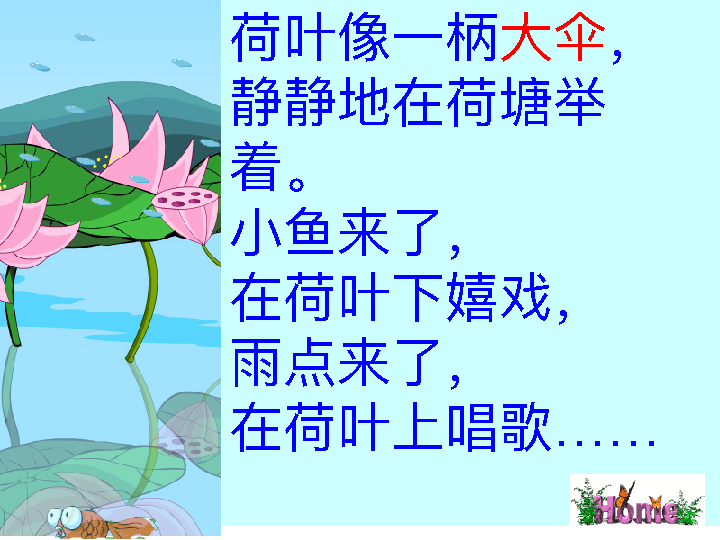 荷叶像一柄大伞，
静静地在荷塘举
着。
小鱼来了，
在荷叶下嬉戏，
雨点来了，
在荷叶上唱歌……
Home